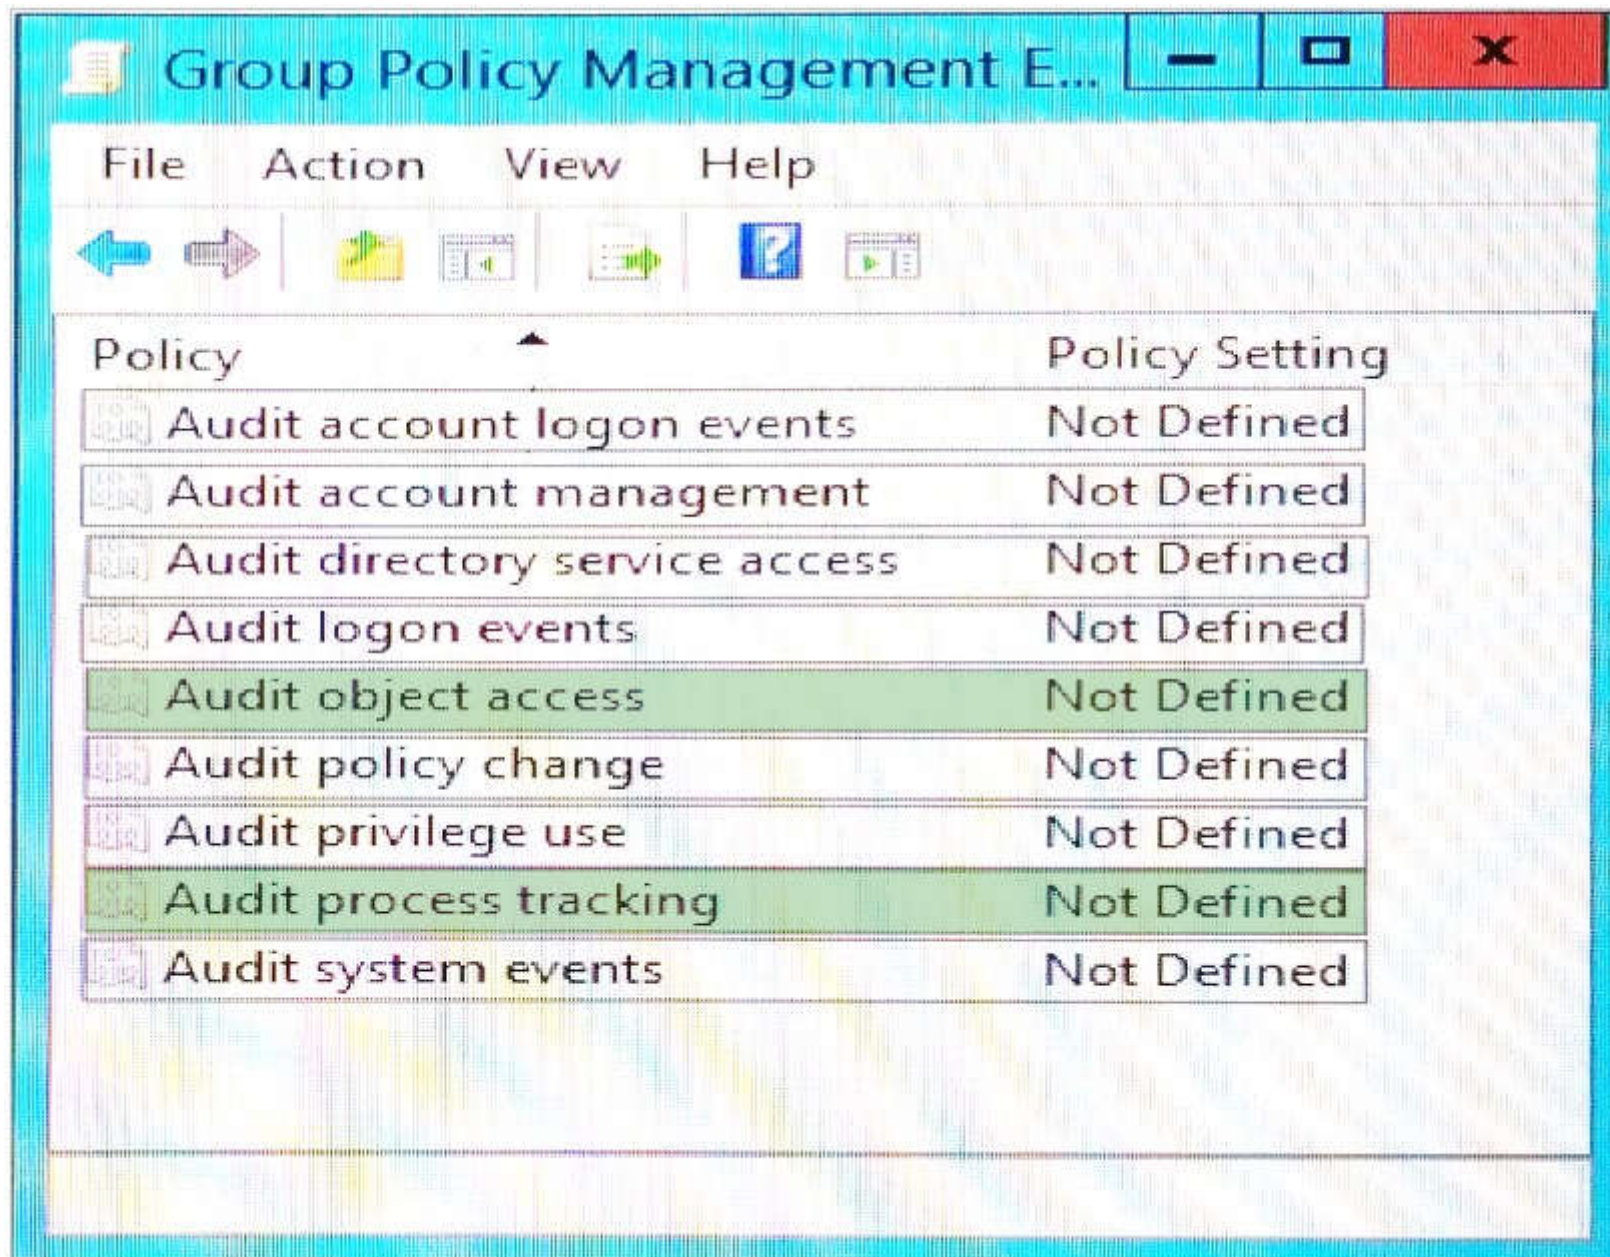 Group Policy Management E...
File Action View Help
Policy Policy Setting
Audit account logon events Not Defined
Audit account management Not Defined
Audit directory service access Not Defined
Audit logon events Not Defined
Audit object access Not Defined
Audit policy change Not Defined
Audit privilege use Not Defined
Audit process tracking Not Defined
Audit system events Not Defined